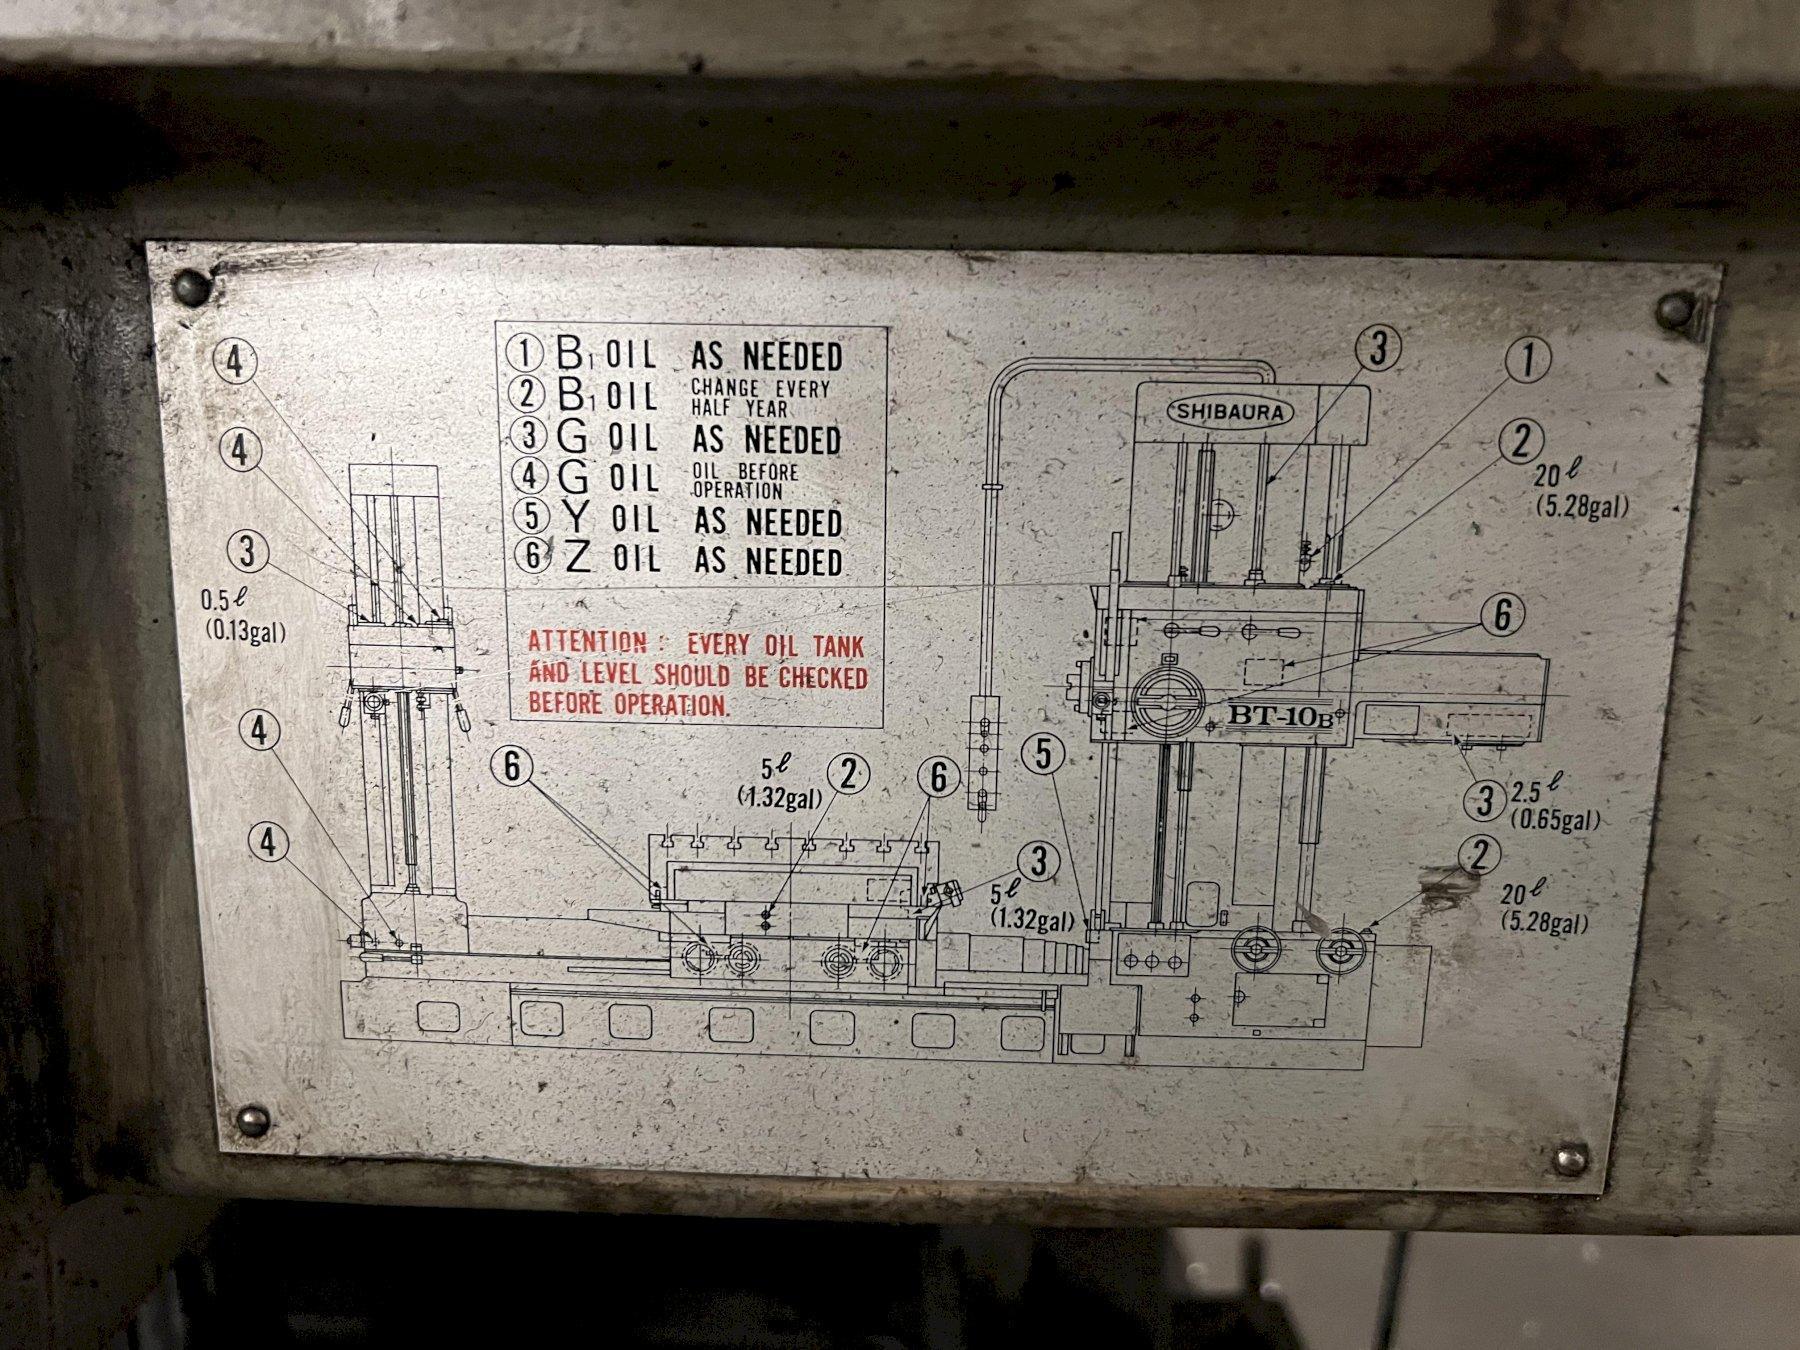 ① B₁ OIL AS NEEDED
② B₁ OIL CHANGE EVERY
HALF YEAR
③ G OIL AS NEEDED
④ G OIL OIL BEFORE
OPERATION
⑤ Y OIL AS NEEDED
⑥ Z OIL AS NEEDED
ATTENTION : EVERY OIL TANK
AND LEVEL SHOULD BE CHECKED
BEFORE OPERATION.
④
④
③
0.5ℓ
(0.13gal)
④
④
⑥
5ℓ
(1.32gal)
②
⑥
③
5ℓ
(1.32gal)
⑤
SHIBAURA
③
①
②
20ℓ
(5.28gal)
⑥
BT-10B
③
2.5ℓ
(0.65gal)
②
20ℓ
(5.28gal)